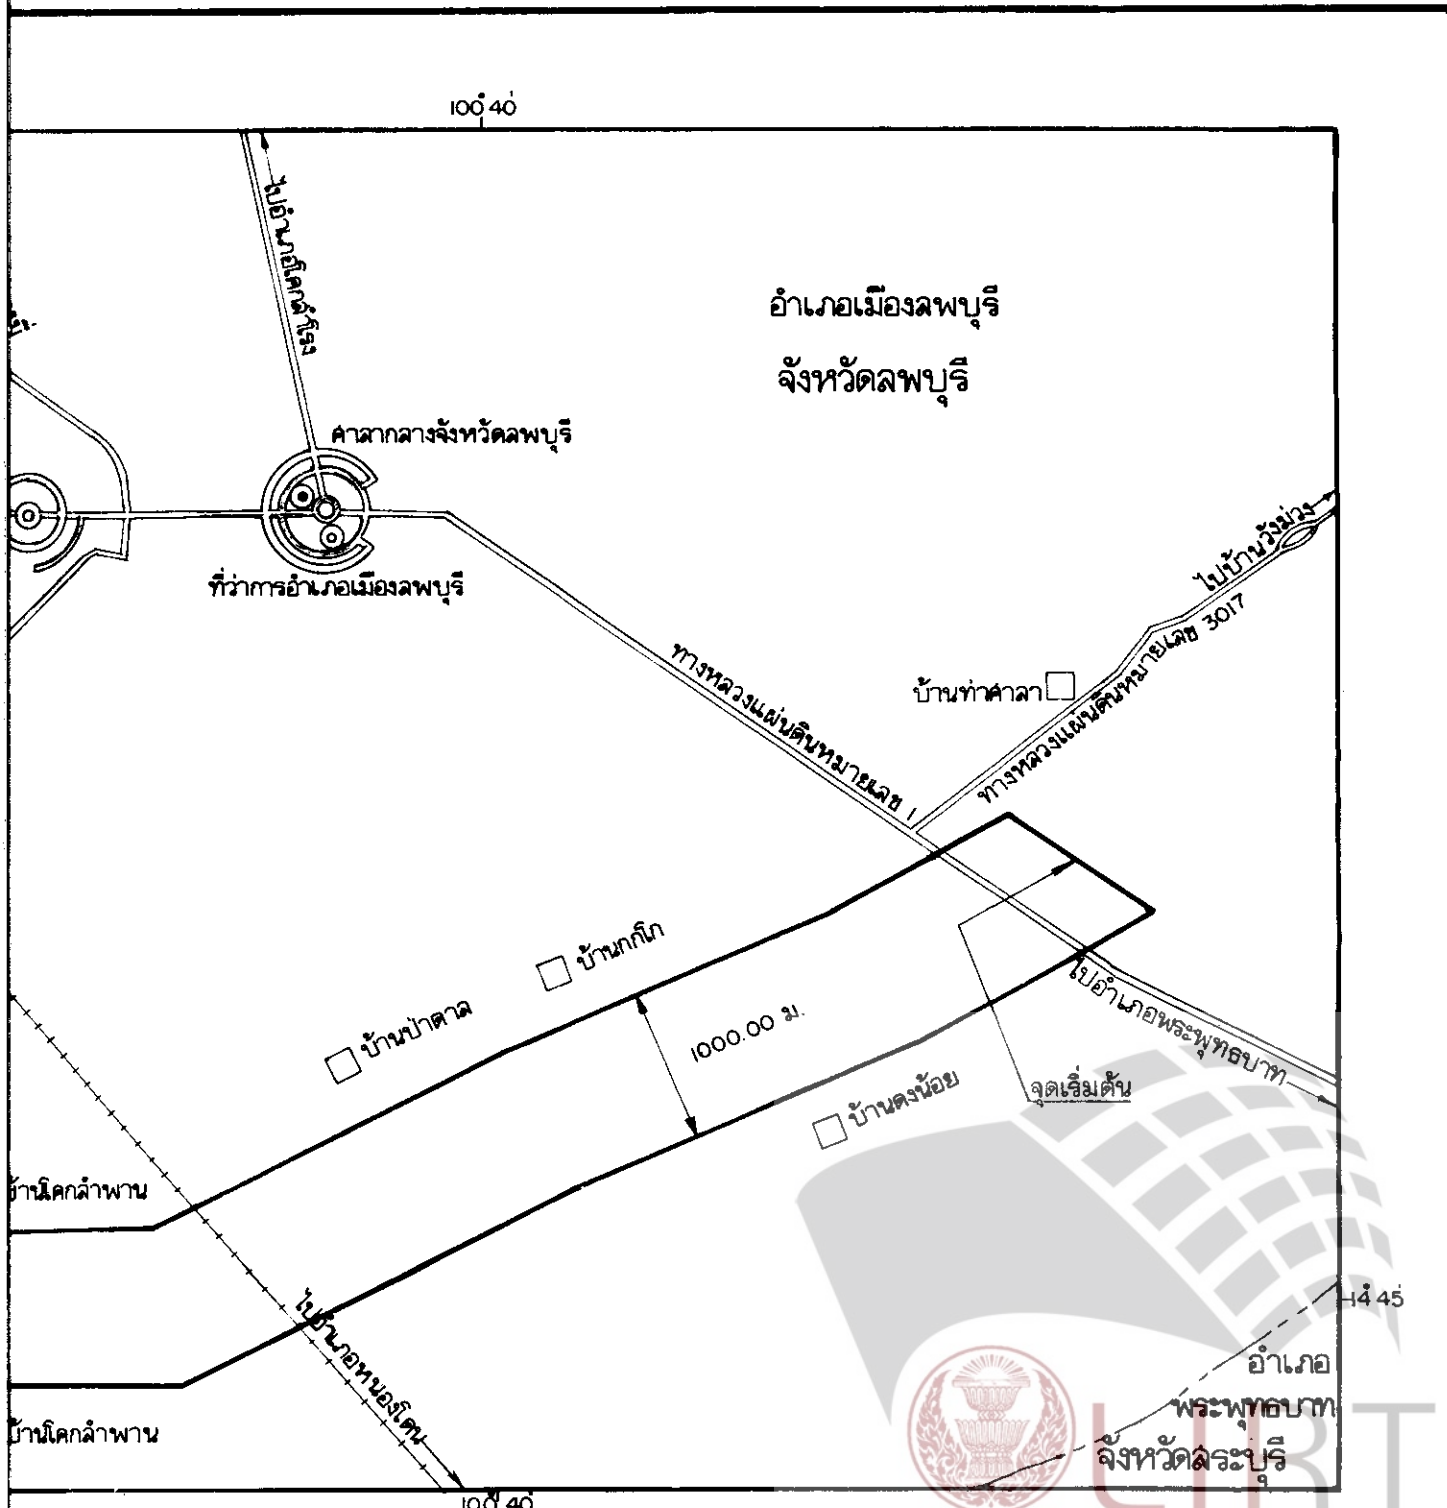 100° 40'
ไปอำเภอโคกสำโรง
อำเภอเมืองลพบุรี
จังหวัดลพบุรี
ศาลากลางจังหวัดลพบุรี
ที่ว่าการอำเภอเมืองลพบุรี
ไปบ้านวังม่วง
ทางหลวงแผ่นดินหมายเลข 3017
บ้านท่าศาลา
ทางหลวงแผ่นดินหมายเลข 1
บ้านกกโก
บ้านป่าตาล
1000.00 ม.
ไปอำเภอพระพุทธบาท
จุดเริ่มต้น
บ้านดงน้อย
บ้านโคกลำพาน
14° 45'
ไปอำเภอหนองโดน
อำเภอ
พระพุทธบาท
จังหวัดสระบุรี
บ้านโคกลำพาน
LIRT
100° 40'